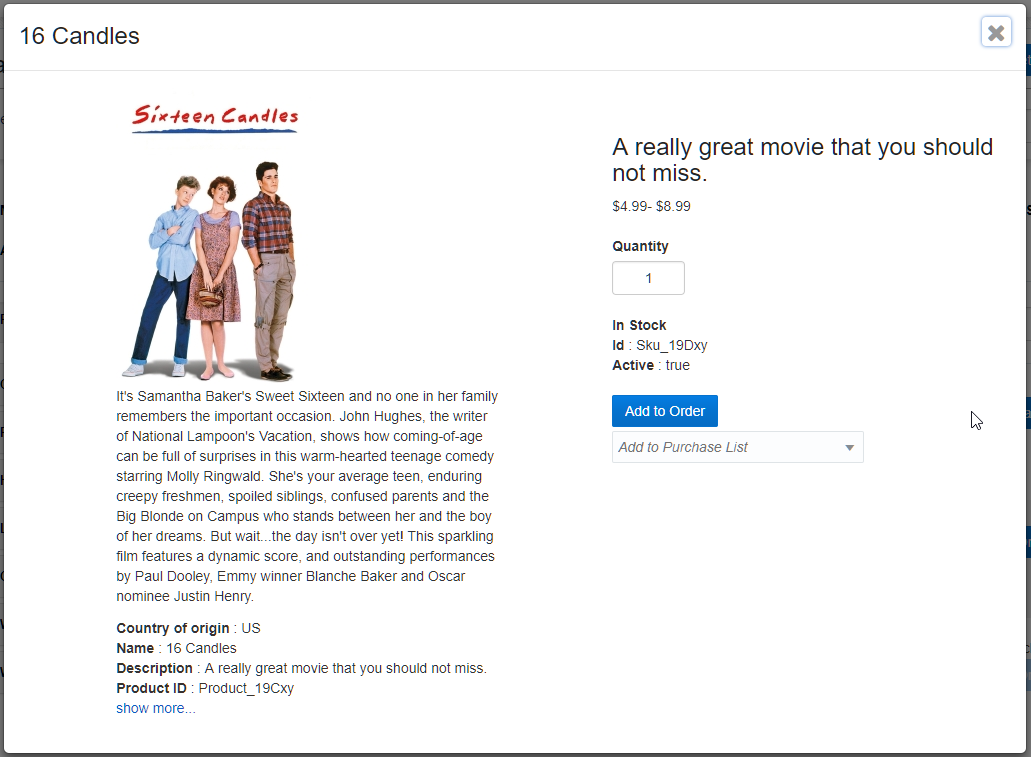 16 Candles
Sixteen Candles
It's Samantha Baker's Sweet Sixteen and no one in her family
remembers the important occasion. John Hughes, the writer
of National Lampoon's Vacation, shows how coming-of-age
can be full of surprises in this warm-hearted teenage comedy
starring Molly Ringwald. She's your average teen, enduring
creepy freshmen, spoiled siblings, confused parents and the
Big Blonde on Campus who stands between her and the boy
of her dreams. But wait...the day isn't over yet! This sparkling
film features a dynamic score, and outstanding performances
by Paul Dooley, Emmy winner Blanche Baker and Oscar
nominee Justin Henry.
Country of origin : US
Name : 16 Candles
Description : A really great movie that you should not miss.
Product ID : Product_19Cxy
show more...
A really great movie that you should
not miss.
$4.99- $8.99
Quantity
1
In Stock
Id : Sku_19Dxy
Active : true
Add to Order
Add to Purchase List